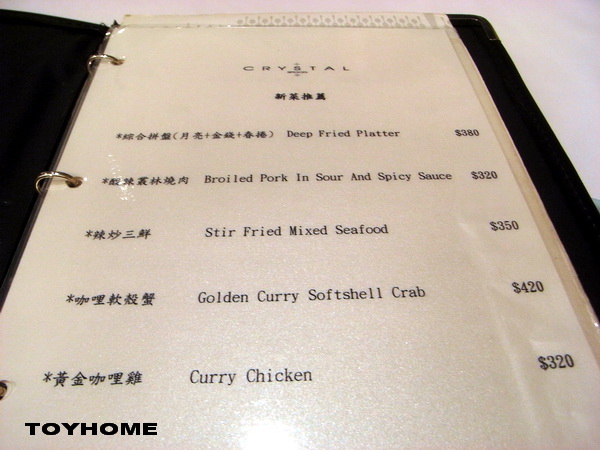 CRYSTAL
新菜推薦
*綜合拼盤(月亮+金錢+春捲) Deep Fried Platter $380
*酸辣叢林燒肉 Broiled Pork In Sour And Spicy Sauce $320
*辣炒三鮮 Stir Fried Mixed Seafood $350
*咖哩軟殼蟹 Golden Curry Softshell Crab $420
*黃金咖哩雞 Curry Chicken $320
TOYHOME